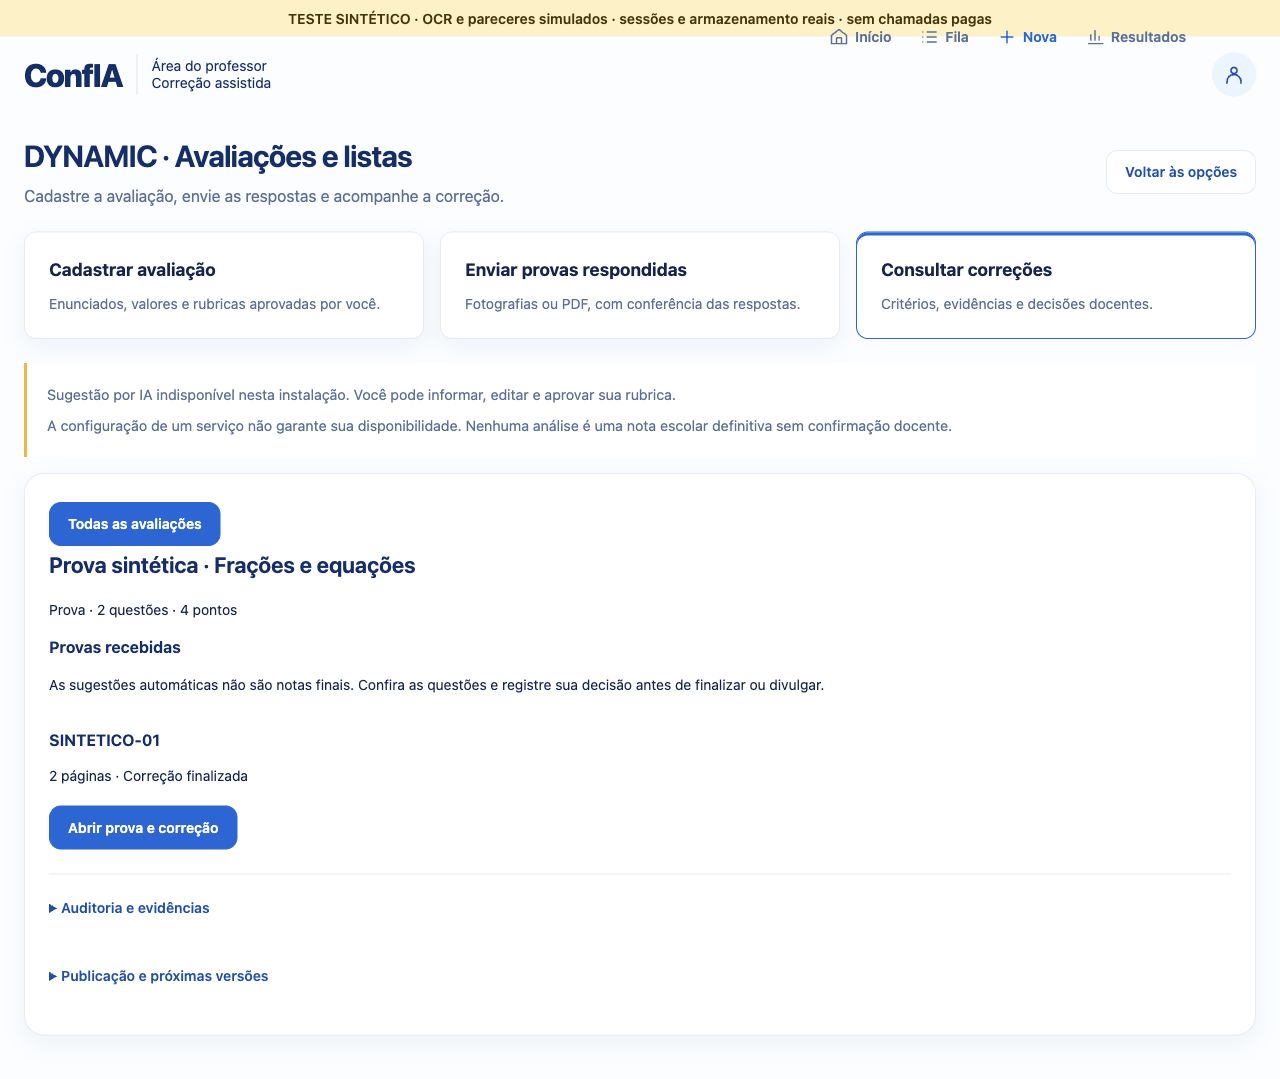 TESTE SINTÉTICO · OCR e pareceres simulados · sessões e armazenamento reais · sem chamadas pagas
Início
Fila
Nova
Resultados
ConfIA
Área do professor
Correção assistida
DYNAMIC · Avaliações e listas
Cadastre a avaliação, envie as respostas e acompanhe a correção.
Voltar às opções
Cadastrar avaliação
Enunciados, valores e rubricas aprovadas por você.
Enviar provas respondidas
Fotografias ou PDF, com conferência das respostas.
Consultar correções
Critérios, evidências e decisões docentes.
Sugestão por IA indisponível nesta instalação. Você pode informar, editar e aprovar sua rubrica.
A configuração de um serviço não garante sua disponibilidade. Nenhuma análise é uma nota escolar definitiva sem confirmação docente.
Todas as avaliações
Prova sintética · Frações e equações
Prova · 2 questões · 4 pontos
Provas recebidas
As sugestões automáticas não são notas finais. Confira as questões e registre sua decisão antes de finalizar ou divulgar.
SINTETICO-01
2 páginas · Correção finalizada
Abrir prova e correção
Auditoria e evidências
Publicação e próximas versões